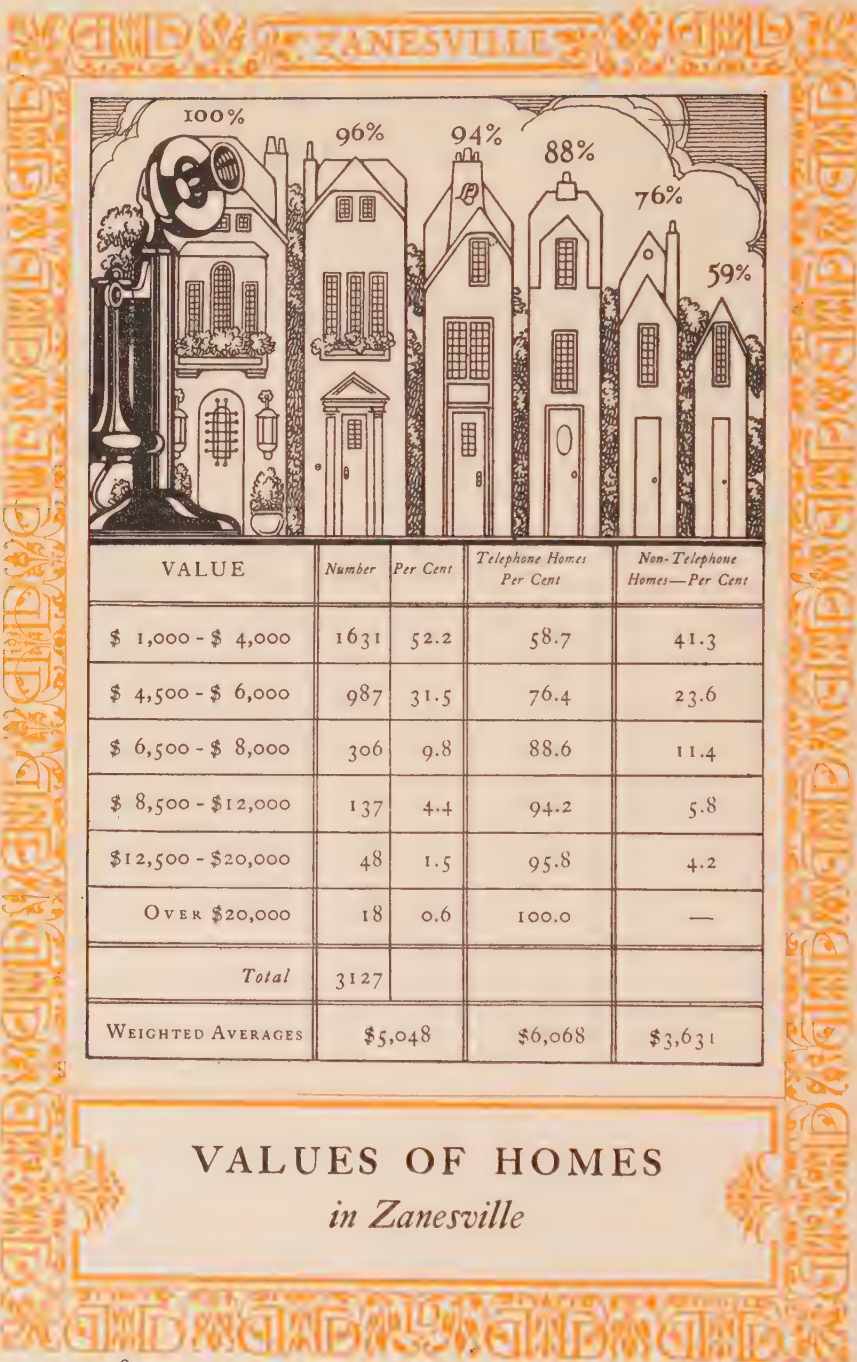 ZANESVILLE
100%
96%
94%
88%
76%
59%
VALUE Number Per Cent Telephone Homes Per Cent Non-Telephone Homes—Per Cent
$ 1,000 - $ 4,000 1631 52.2 58.7 41.3
$ 4,500 - $ 6,000 987 31.5 76.4 23.6
$ 6,500 - $ 8,000 306 9.8 88.6 11.4
$ 8,500 - $12,000 137 4.4 94.2 5.8
$12,500 - $20,000 48 1.5 95.8 4.2
OVER $20,000 18 0.6 100.0 —
Total 3127
WEIGHTED AVERAGES $5,048 $6,068 $3,631
VALUES OF HOMES
in Zanesville